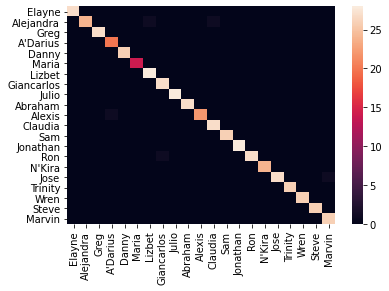 Elayne
Alejandra
Greg
A'Darius
Danny
Maria
Lizbet
Giancarlos
Julio
Abraham
Alexis
Claudia
Sam
Jonathan
Ron
N'Kira
Jose
Trinity
Wren
Steve
Marvin
Elayne
Alejandra
Greg
A'Darius
Danny
Maria
Lizbet
Giancarlos
Julio
Abraham
Alexis
Claudia
Sam
Jonathan
Ron
N'Kira
Jose
Trinity
Wren
Steve
Marvin
25
20
15
10
5
0